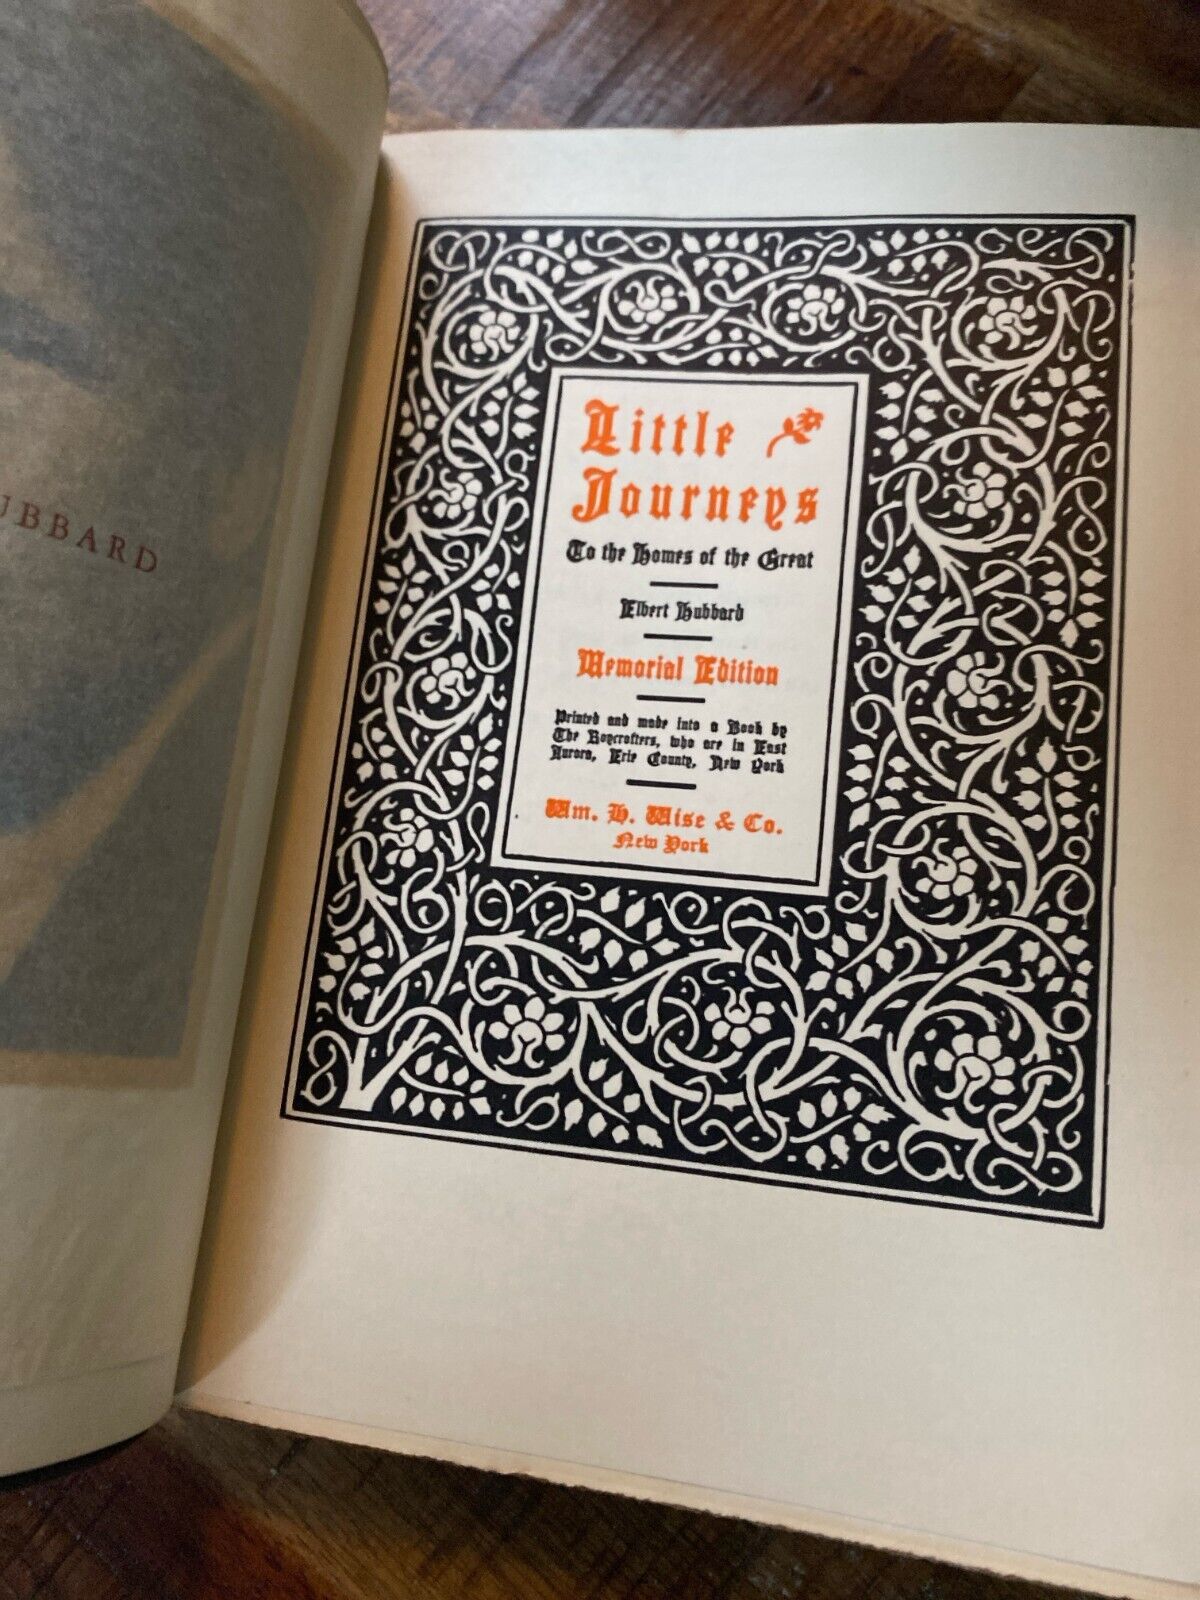 UBBARD
Little
Journeys
To the Homes of the Great
Elbert Hubbard
Memorial Edition
Printed and made into a Book by
The Roycrofters, who are in East
Aurora, Erie County, New York
Wm. H. Wise & Co.
New York